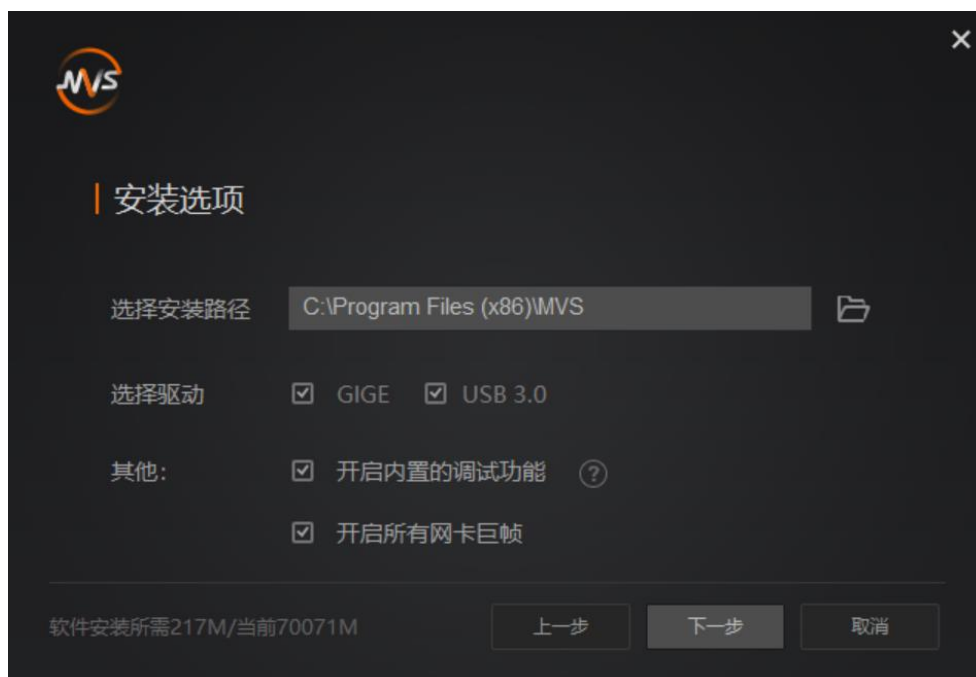 MVS
安装选项
选择安装路径 C:\Program Files (x86)\MVS
选择驱动 GIGE USB 3.0
其他: 开启内置的调试功能 ?
开启所有网卡巨帧
软件安装所需217M/当前70071M 上一步 下一步 取消